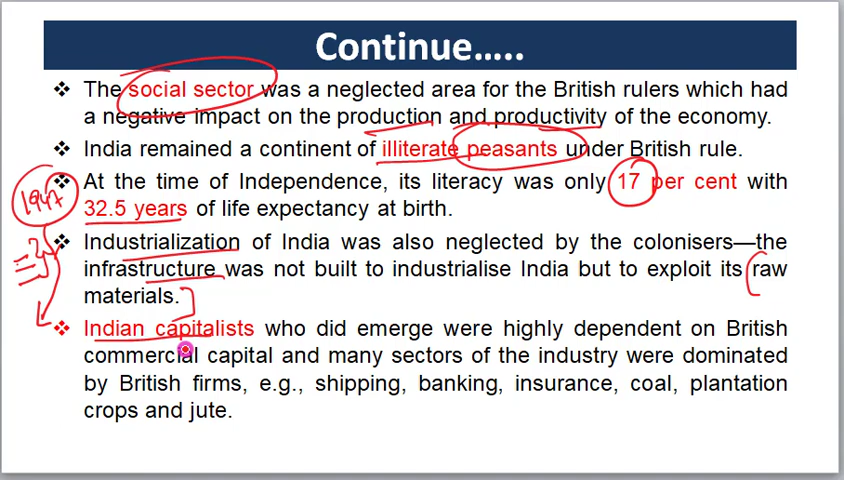 Continue.....
❖ The social sector was a neglected area for the British rulers which had
a negative impact on the production and productivity of the economy.
❖ India remained a continent of illiterate peasants under British rule.
❖ At the time of Independence, its literacy was only 17 per cent with
32.5 years of life expectancy at birth.
1947
❖ Industrialization of India was also neglected by the colonisers—the
infrastructure was not built to industrialise India but to exploit its raw
materials.
❖ Indian capitalists who did emerge were highly dependent on British
commercial capital and many sectors of the industry were dominated
by British firms, e.g., shipping, banking, insurance, coal, plantation
crops and jute.